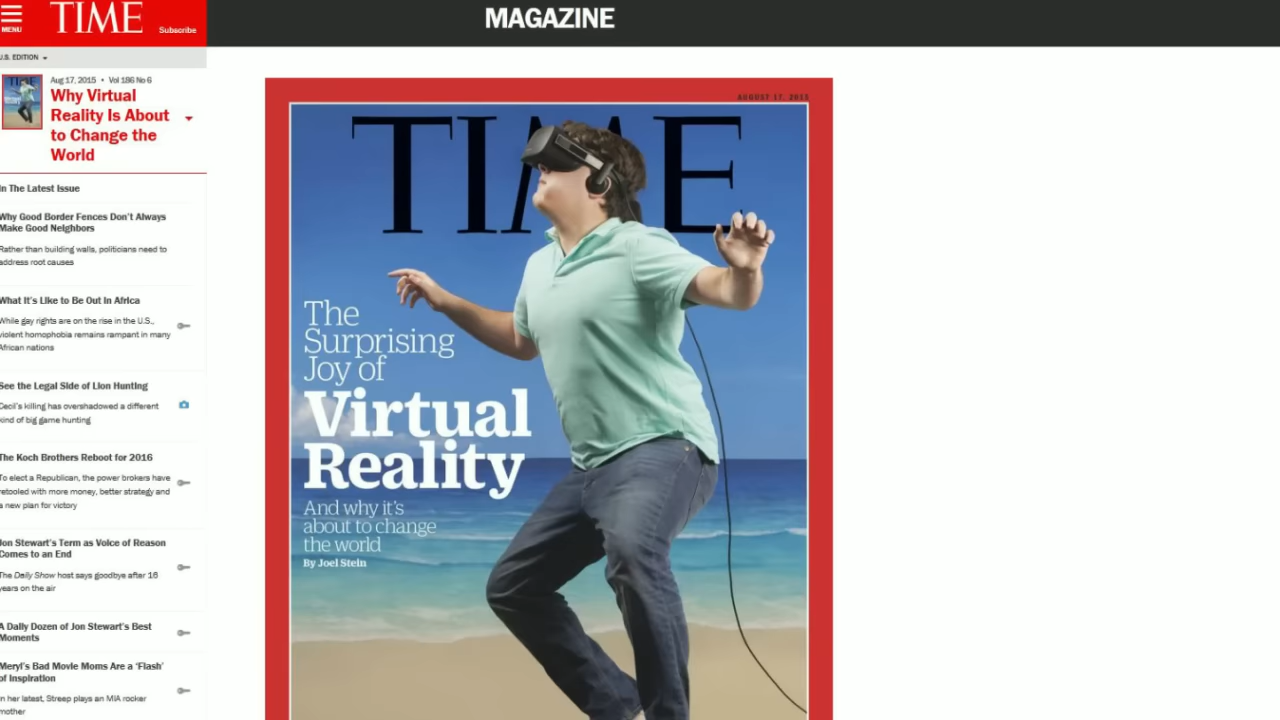 MENU
TIME
Subscribe
MAGAZINE
U.S. EDITION
Aug 17, 2015 • Vol 186 No 6
Why Virtual
Reality Is About
to Change the
World
In The Latest Issue
Why Good Border Fences Don't Always
Make Good Neighbors
Rather than building walls, politicians need to
address root causes
What It's Like to Be Out in Africa
While gay rights are on the rise in the U.S.,
violent homophobia remains rampant in many
African nations
See the Legal Side of Lion Hunting
Cecil's killing has overshadowed a different
kind of big game hunting
The Koch Brothers Reboot for 2016
To elect a Republican, the power brokers have
retooled with more money, better strategy and
a new plan for victory
Jon Stewart's Term as Voice of Reason
Comes to an End
The Daily Show host says goodbye after 16
years on the air
A Daily Dozen of Jon Stewart's Best
Moments
Meryl's Bad Movie Moms Are a 'Flash'
of Inspiration
In her latest, Streep plays an MIA rocker
mother
AUGUST 17, 2015
TIME
The
Surprising
Joy of
Virtual
Reality
And why it's
about to change
the world
By Joel Stein